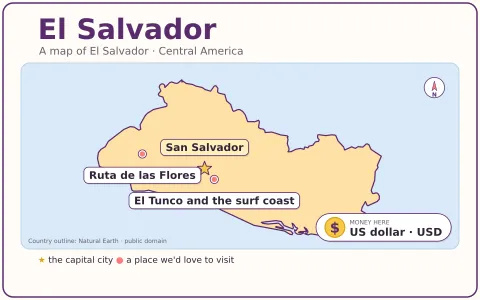 El Salvador
A map of El Salvador · Central America
N
San Salvador
Ruta de las Flores
El Tunco and the surf coast
$
MONEY HERE
US dollar · USD
Country outline: Natural Earth · public domain
★ the capital city ● a place we'd love to visit